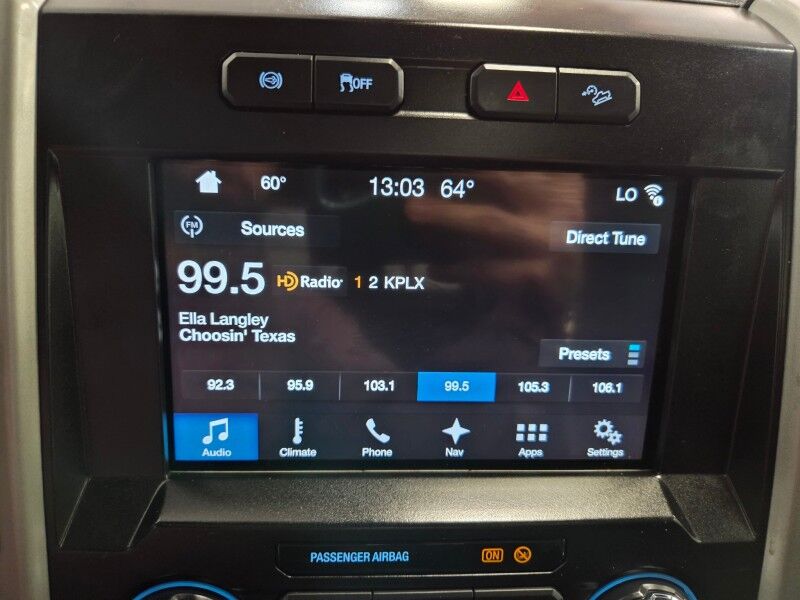 OFF
60° 13:03 64° LO
FM Sources Direct Tune
99.5 HD Radio 1 2 KPLX
Ella Langley
Choosin' Texas
Presets
92.3 95.9 103.1 99.5 105.3 106.1
Audio Climate Phone Nav Apps Settings
PASSENGER AIRBAG ON